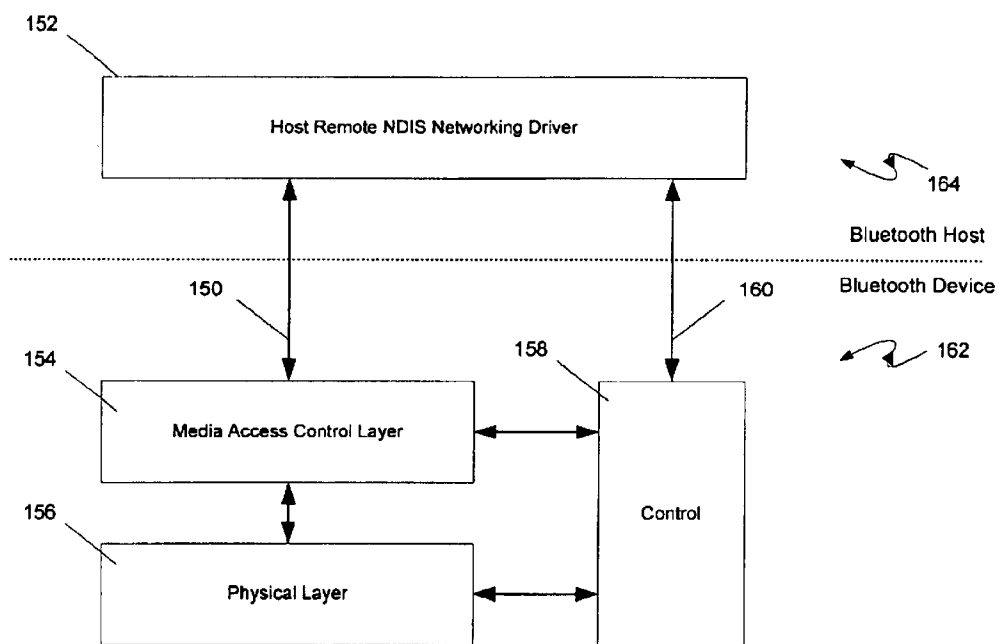 152
Host Remote NDIS Networking Driver
164
Bluetooth Host
Bluetooth Device
150
160
154
158
162
Media Access Control Layer
156
Control
Physical Layer